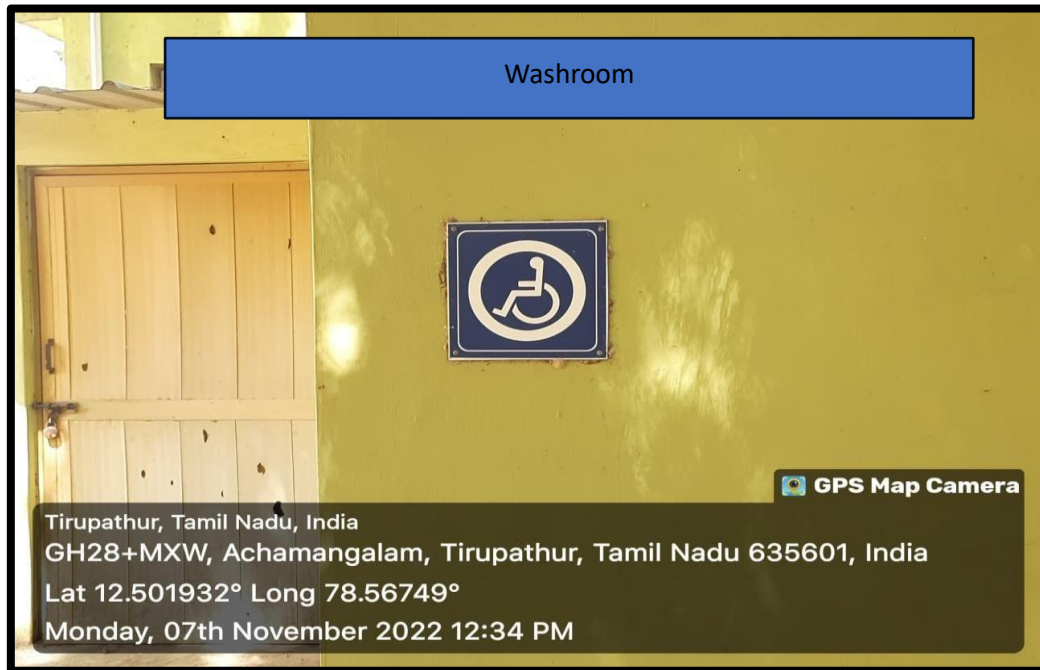 Washroom
GPS Map Camera
Tirupathur, Tamil Nadu, India
GH28+MXW, Achamangalam, Tirupathur, Tamil Nadu 635601, India
Lat 12.501932° Long 78.56749°
Monday, 07th November 2022 12:34 PM